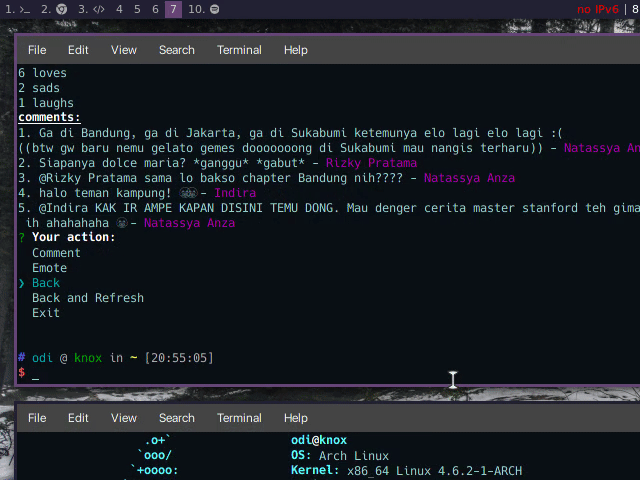 1. >_ 2. 3. </> 4 5 6 7 10. no IPv6 | 8
File Edit View Search Terminal Help
6 loves
2 sads
1 laughs
comments:
1. Ga di Bandung, ga di Jakarta, ga di Sukabumi ketemunya elo lagi elo lagi :(
((btw gw baru nemu gelato gemes dooooooong di Sukabumi mau nangis terharu)) - Natassya An
2. Siapanya dolce maria? *ganggu* *gabut* - Rizky Pratama
3. @Rizky Pratama sama lo bakso chapter Bandung nih???? - Natassya Anza
4. halo teman kampung! - Indira
5. @Indira KAK IR AMPE KAPAN DISINI TEMU DONG. Mau denger cerita master stanford teh gima
ih ahahahaha - Natassya Anza
? Your action:
Comment
Emote
❯ Back
Back and Refresh
Exit
# odi @ knox in ~ [20:55:05]
$ _
File Edit View Search Terminal Help
.o+` odi@knox
`ooo/ OS: Arch Linux
`+oooo: Kernel: x86_64 Linux 4.6.2-1-ARCH